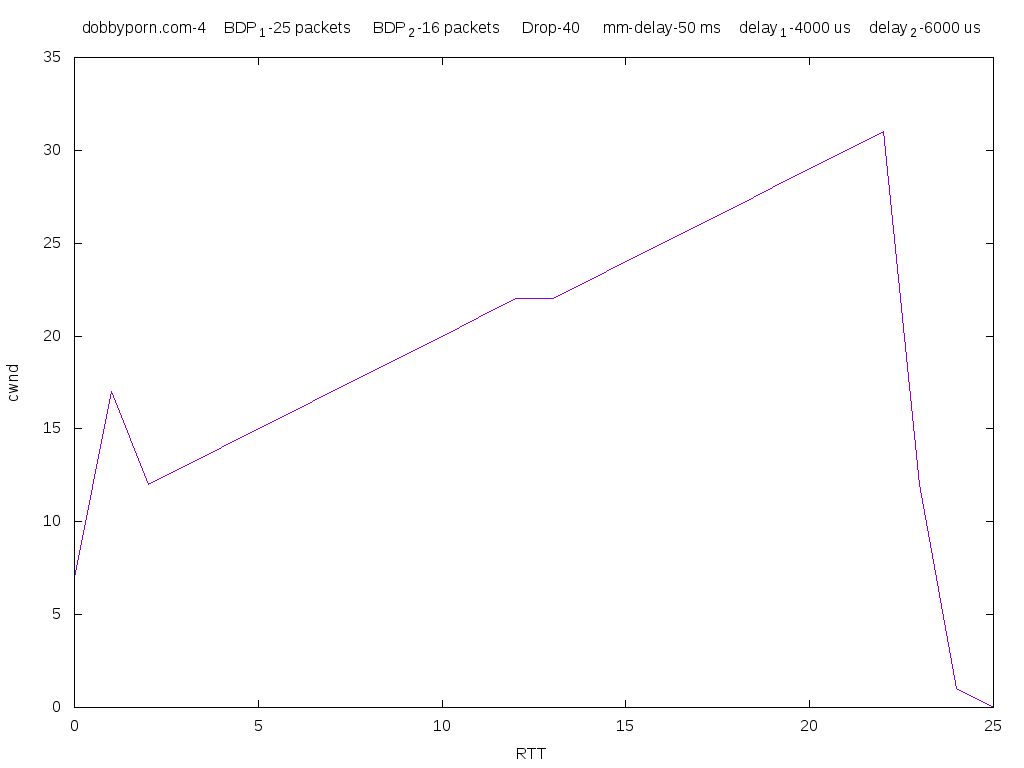 dobbyporn.com-4 BDP1-25 packets BDP2-16 packets Drop-40 mm-delay-50 ms delay1-4000 us delay2-6000 us
35
30
25
20
15
10
5
0
cwnd
0 5 10 15 20 25
RTT